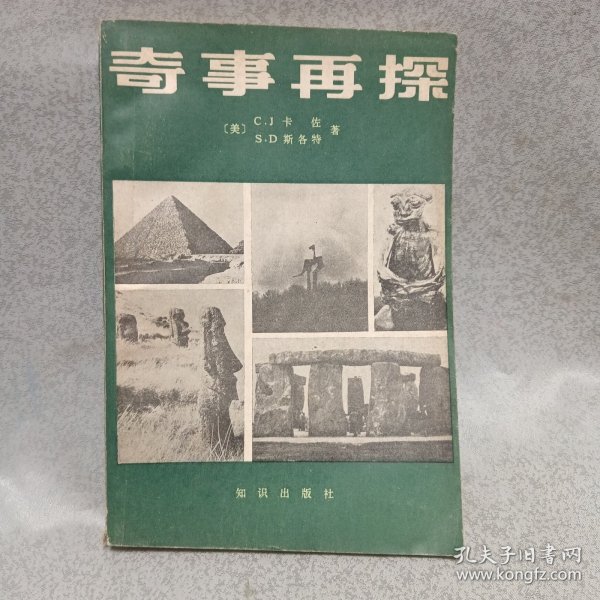 奇事再探
〔美〕 C.J 卡 佐 著
S.D 斯各特
知识出版社
孔夫子旧书网
www.kongfz.com